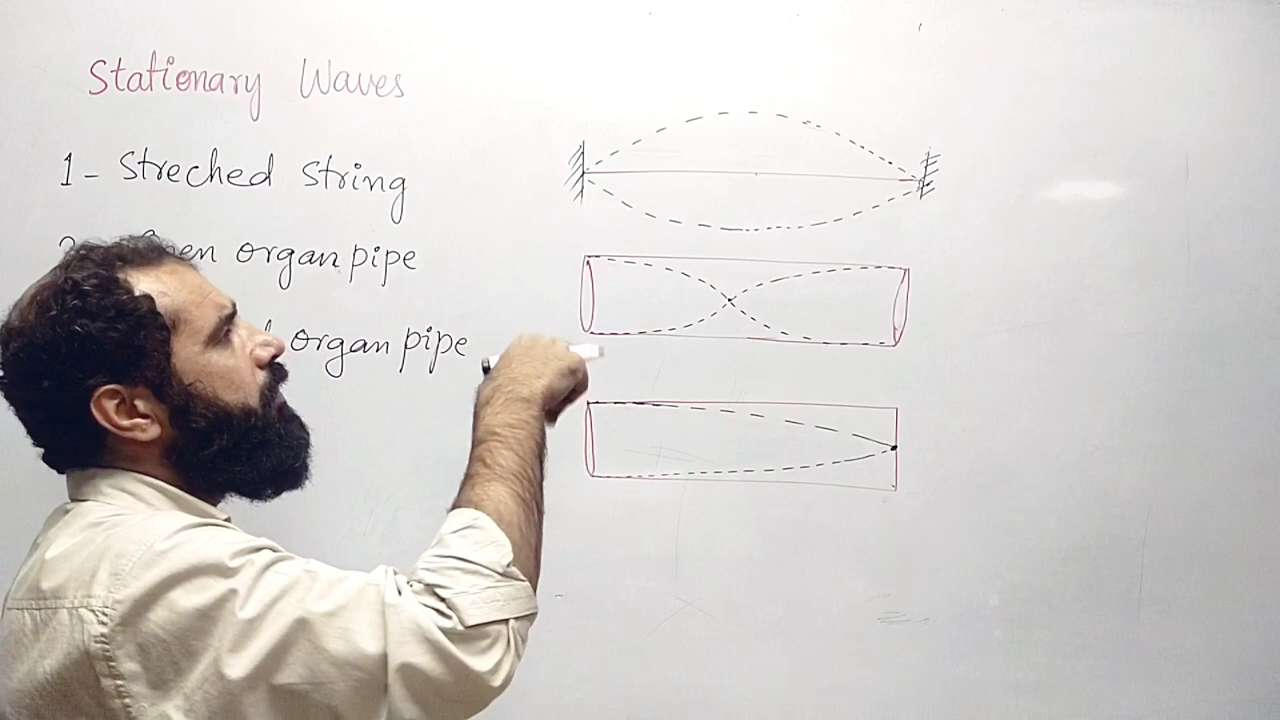 Stationary Waves
1- Streched string
organ pipe
organ pipe